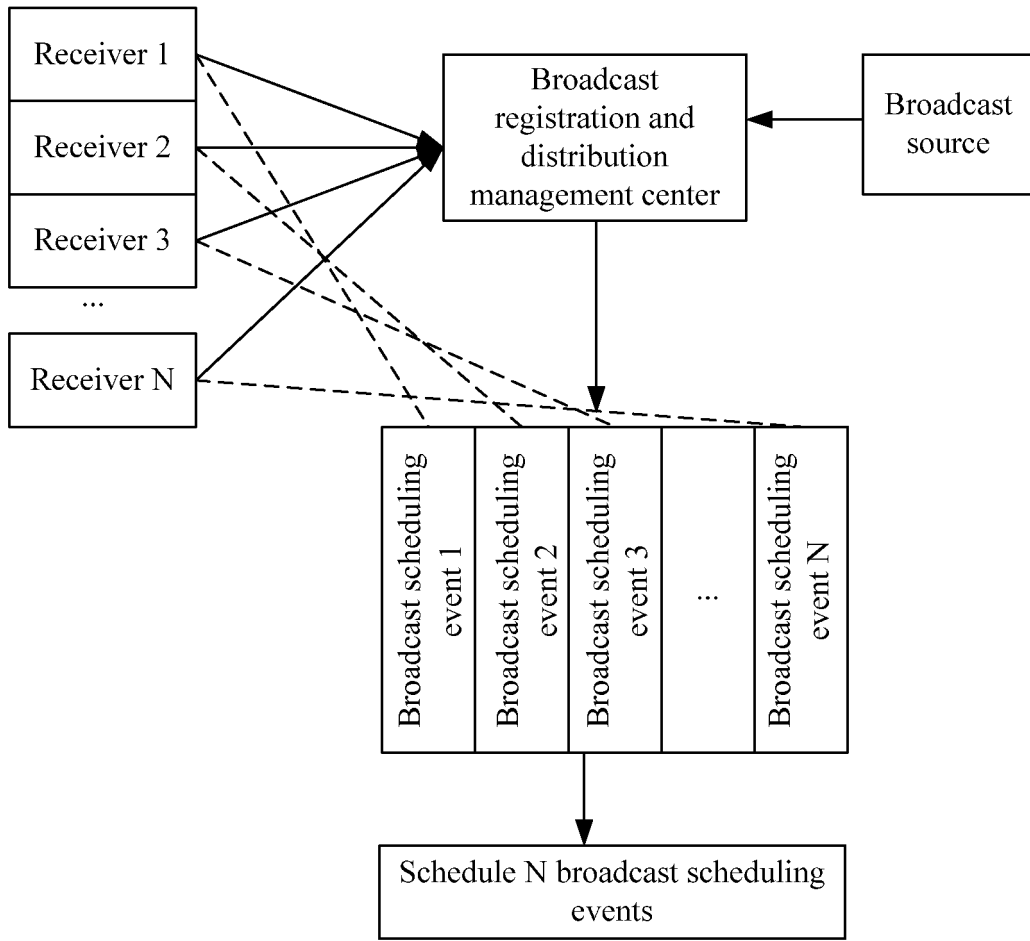 Receiver 1
Receiver 2
Receiver 3
...
Receiver N
Broadcast
registration and
distribution
management center
Broadcast
source
Broadcast scheduling
event 1
Broadcast scheduling
event 2
Broadcast scheduling
event 3
...
Broadcast scheduling
event N
Schedule N broadcast scheduling
events